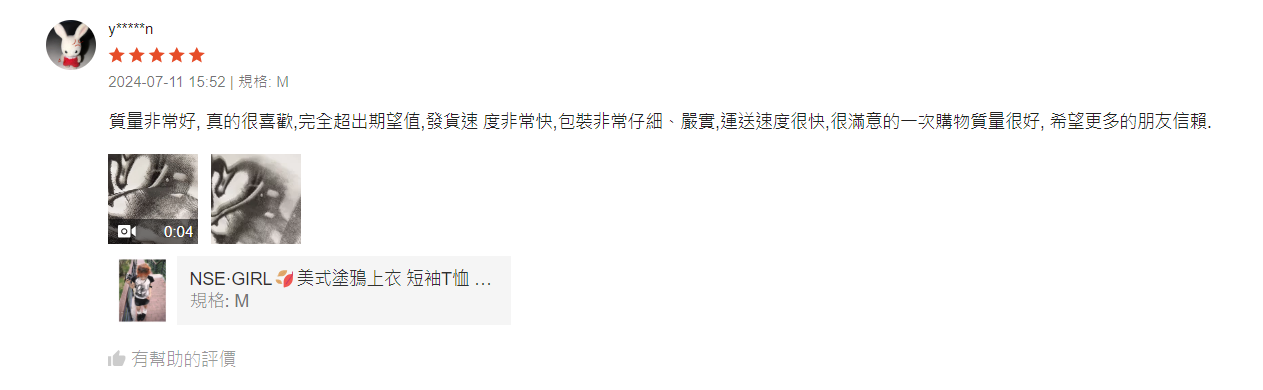 y*****n
2024-07-11 15:52 | 規格: M
質量非常好, 真的很喜歡,完全超出期望值,發貨速 度非常快,包裝非常仔細、嚴實,運送速度很快,很滿意的一次購物質量很好, 希望更多的朋友信賴.
0:04
NSE·GIRL🍠美式塗鴉上衣 短袖T恤 ...
規格: M
有幫助的評價